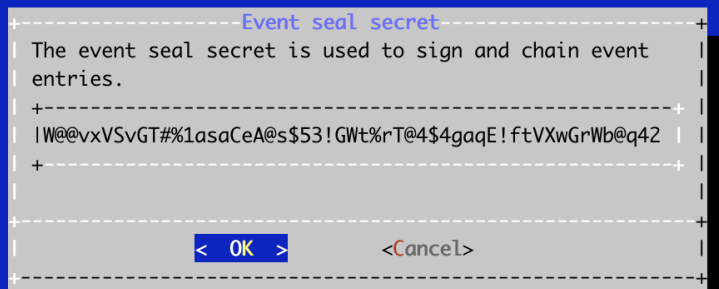 Event seal secret
The event seal secret is used to sign and chain event
entries.
W@@vxVSvGT#%1asaCeA@s$53!GWt%rT@4$4gaqE!ftVXwGrWb@q42
< OK > <Cancel>